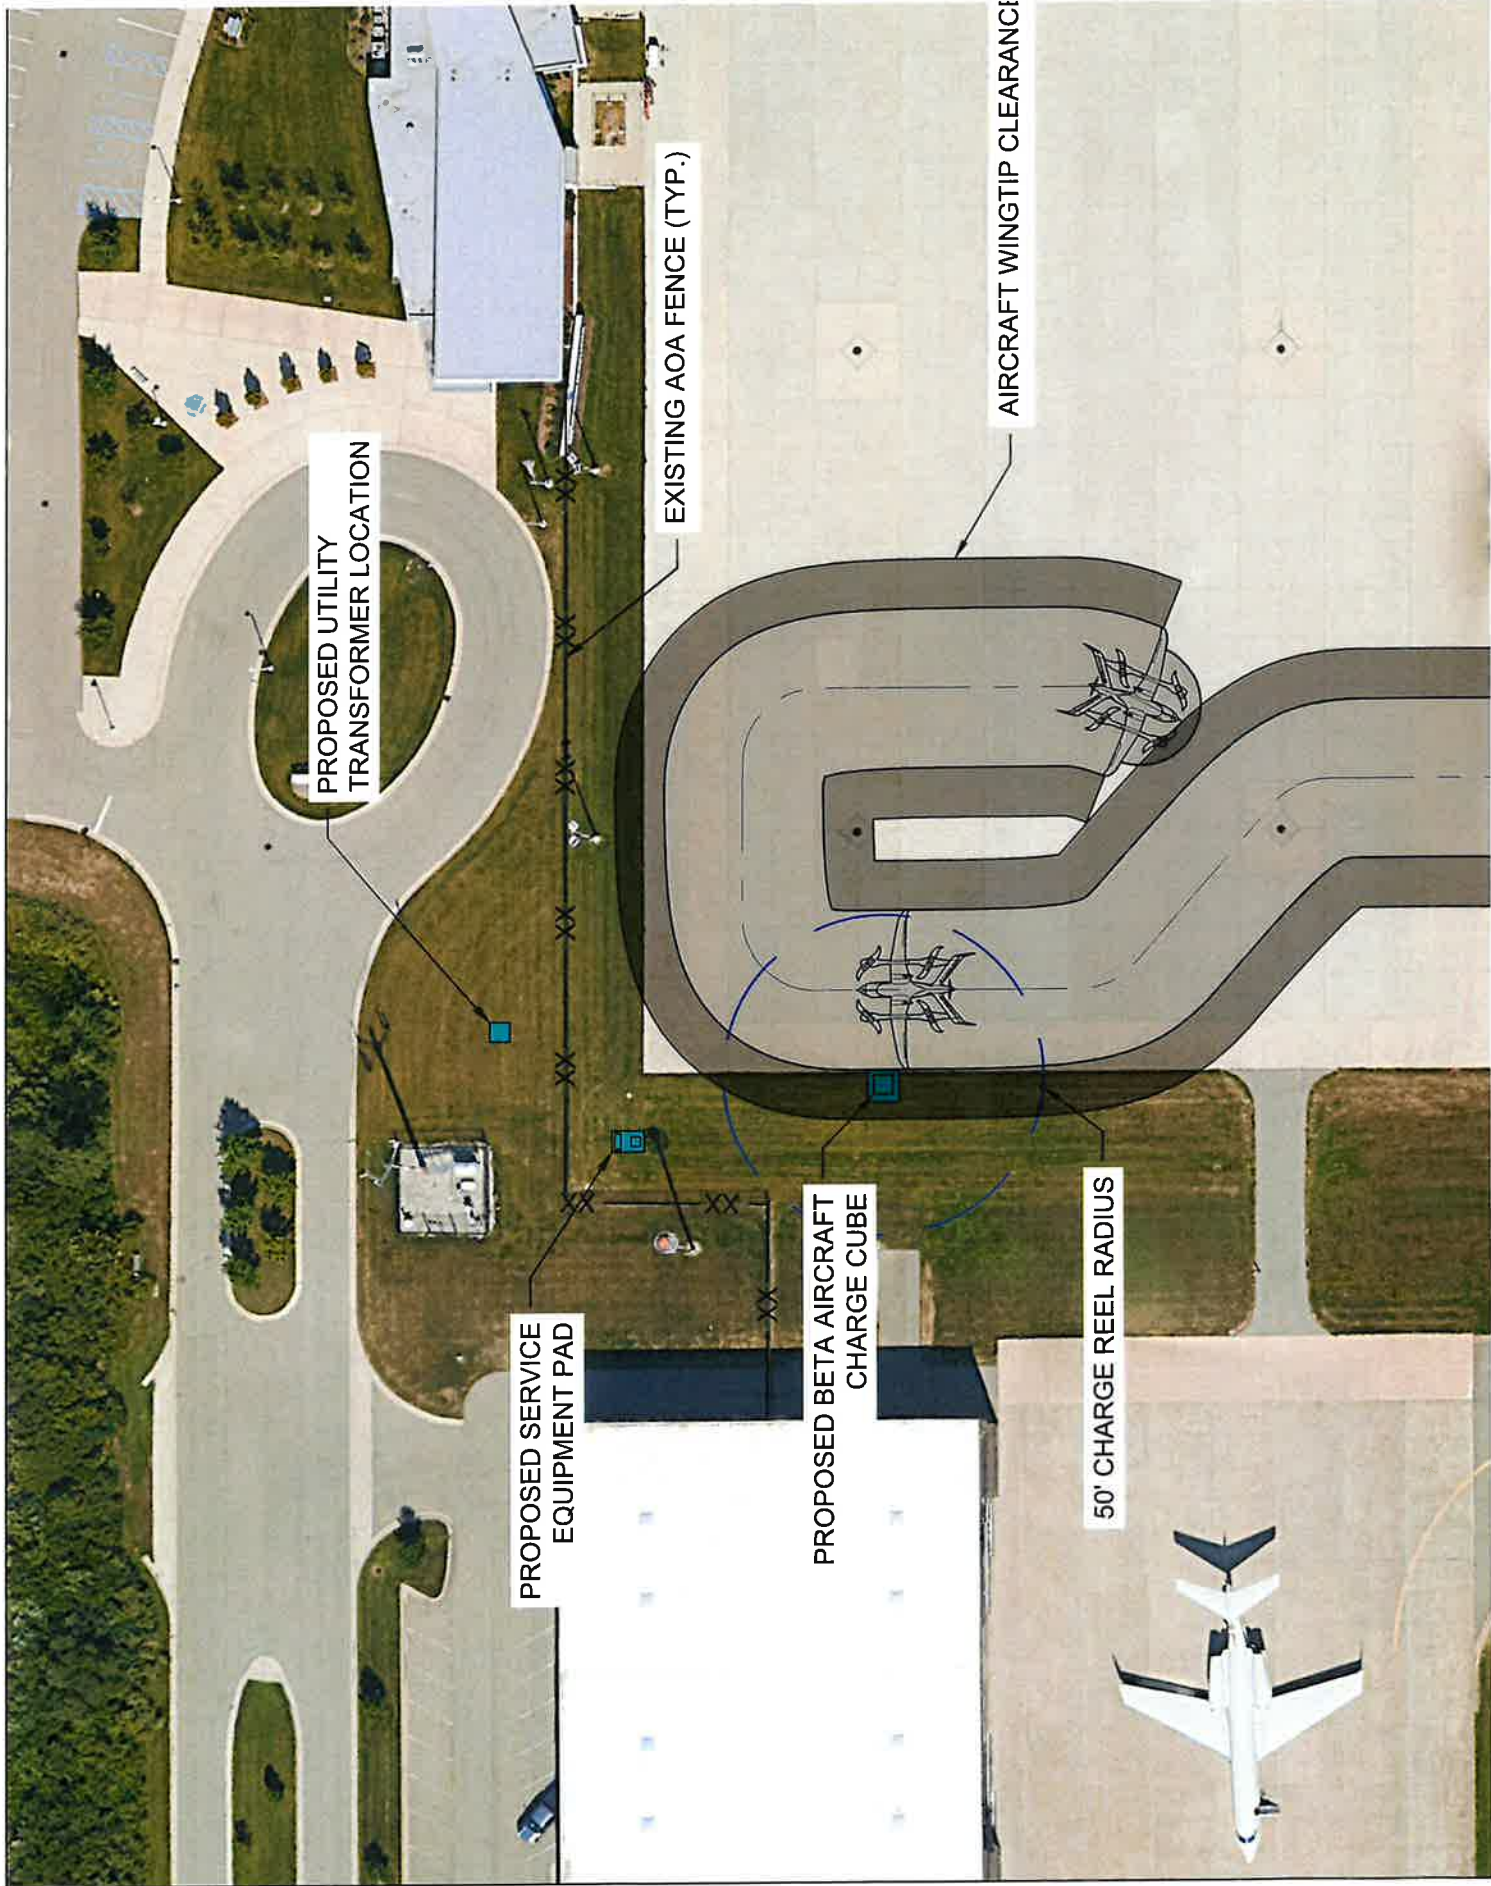 PROPOSED UTILITY
TRANSFORMER LOCATION
EXISTING AOA FENCE (TYP.)
AIRCRAFT WINGTIP CLEARANCE
PROPOSED SERVICE
EQUIPMENT PAD
PROPOSED BETA AIRCRAFT
CHARGE CUBE
50' CHARGE REEL RADIUS